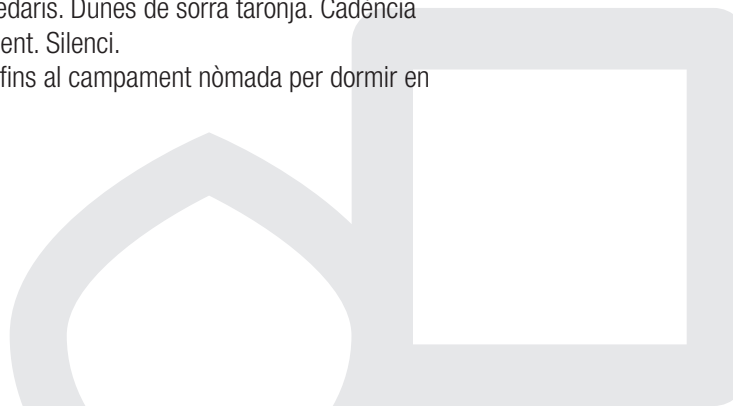 edaris. Dunes de sorra taronja. Cadència
ent. Silenci.
fins al campament nòmada per dormir en